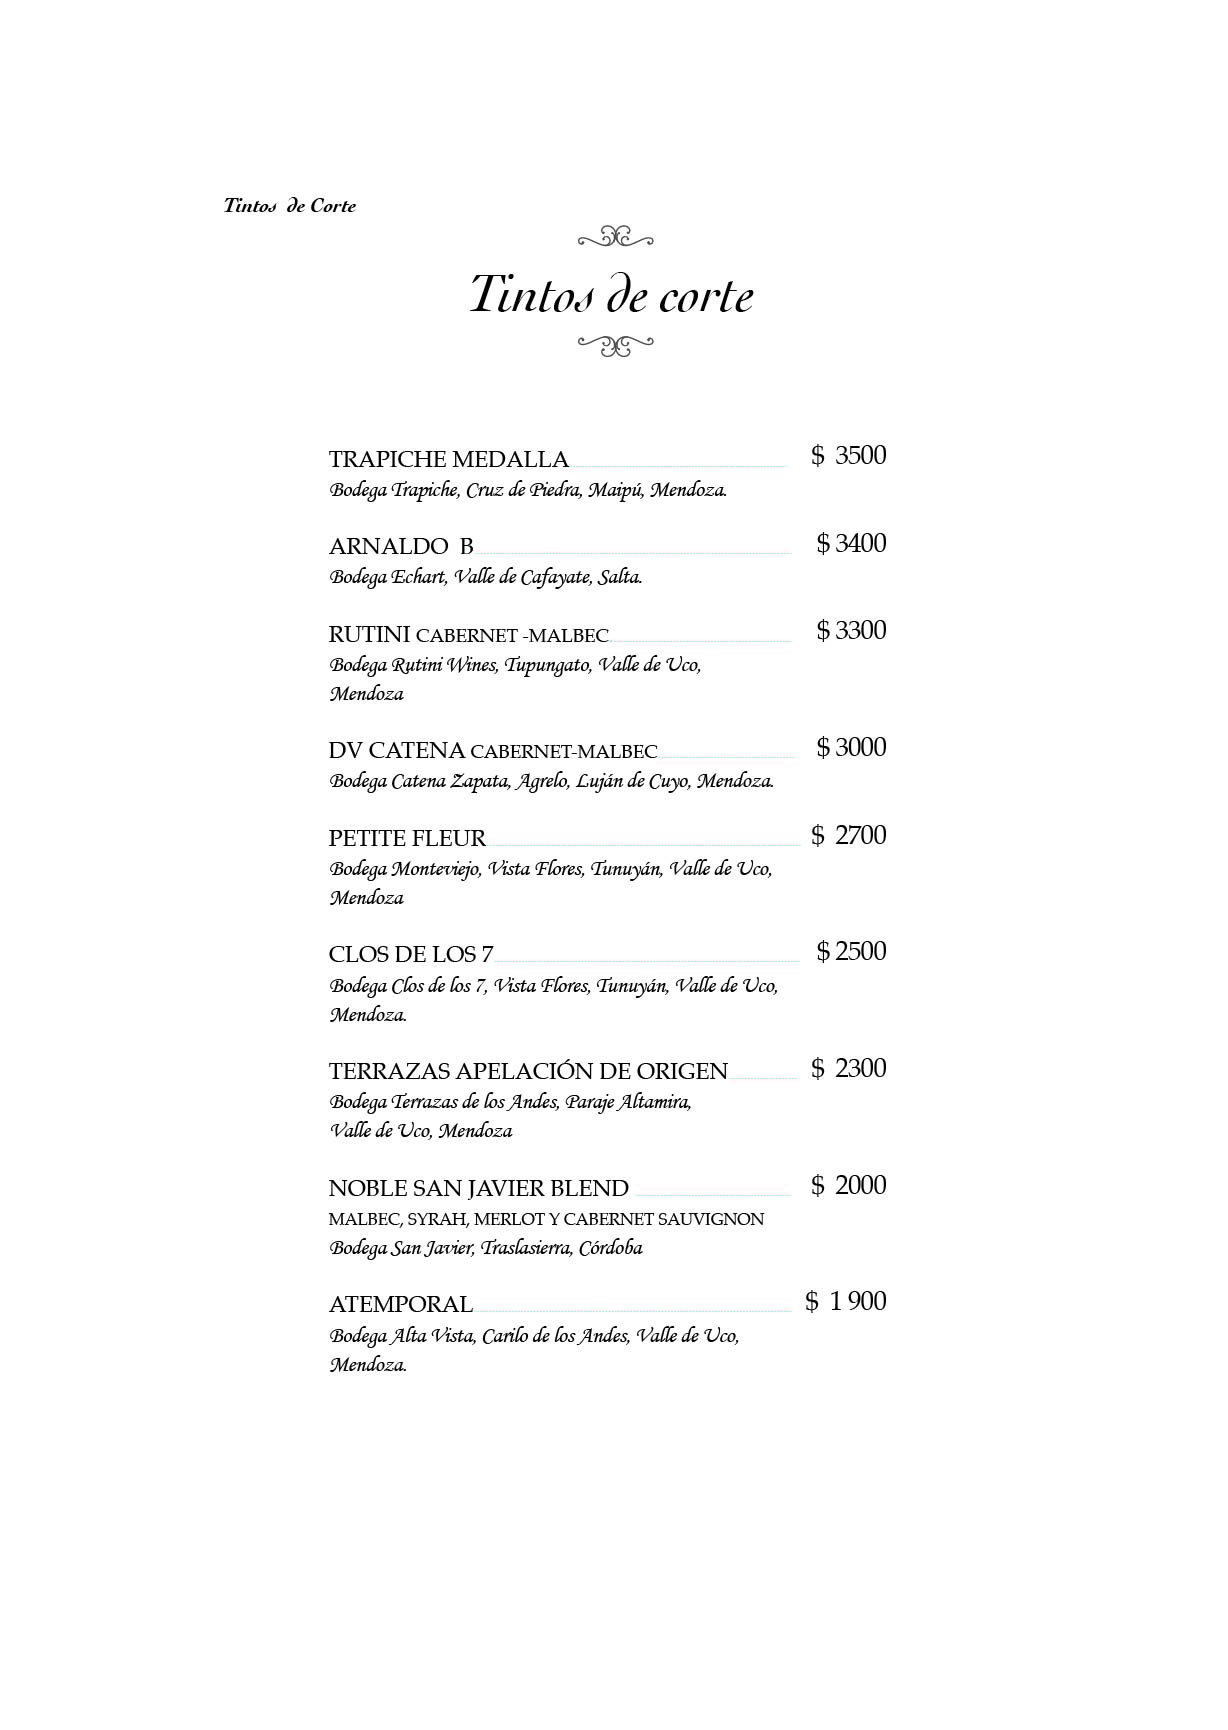 Tintos de Corte
Tintos de corte
TRAPICHE MEDALLA $ 3500
Bodega Trapiche, Cruz de Piedra, Maipú, Mendoza.
ARNALDO B $ 3400
Bodega Echart, Valle de Cafayate, Salta.
RUTINI CABERNET -MALBEC $ 3300
Bodega Rutini Wines, Tupungato, Valle de Uco,
Mendoza
DV CATENA CABERNET-MALBEC $ 3000
Bodega Catena Zapata, Agrelo, Luján de Cuyo, Mendoza.
PETITE FLEUR $ 2700
Bodega Monteviejo, Vista Flores, Tunuyán, Valle de Uco,
Mendoza
CLOS DE LOS 7 $ 2500
Bodega Clos de los 7, Vista Flores, Tunuyán, Valle de Uco,
Mendoza.
TERRAZAS APELACIÓN DE ORIGEN $ 2300
Bodega Terrazas de los Andes, Paraje Altamira,
Valle de Uco, Mendoza
NOBLE SAN JAVIER BLEND $ 2000
MALBEC, SYRAH, MERLOT Y CABERNET SAUVIGNON
Bodega San Javier, Traslasierra, Córdoba
ATEMPORAL $ 1900
Bodega Alta Vista, Carilo de los Andes, Valle de Uco,
Mendoza.